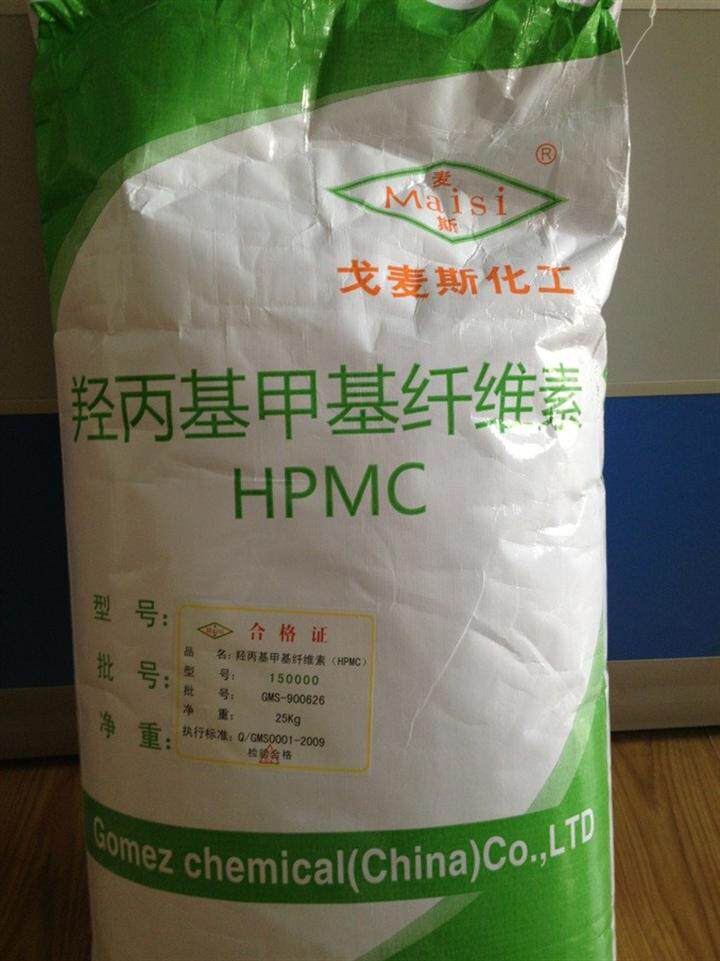 麦
Maisi
斯
®
戈麦斯化工
羟丙基甲基纤维素
HPMC
型 号:
批 号:
净 重:
合格证
品 名: 羟丙基甲基纤维素（HPMC）
型 号: 150000
批 号: GMS-900626
净 重: 25Kg
执行标准: Q/GMS0001-2009
检验合格
Gomez chemical(China)Co.,LTD